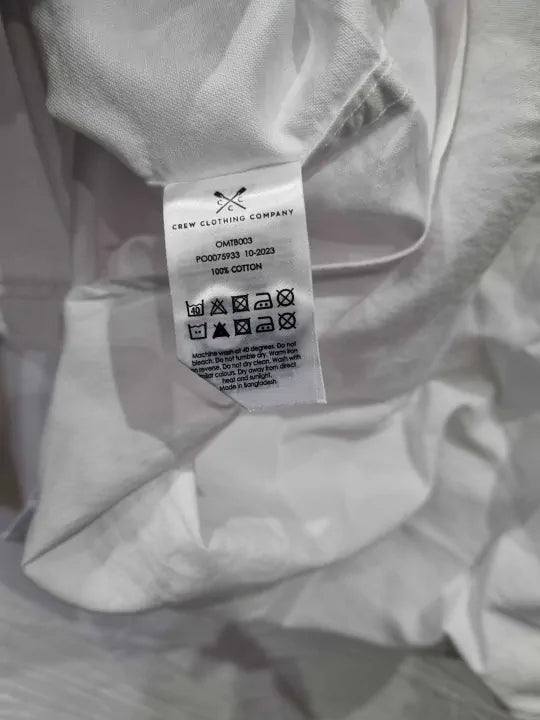 C C
C
CREW CLOTHING COMPANY
OMTB003
PO0075933 10-2023
100% COTTON
40
Machine wash at 40 degrees. Do not
bleach. Do not tumble dry. Warm iron
on reverse. Do not dry clean. Wash with
similar colours. Dry away from direct
heat and sunlight.
Made in Bangladesh.